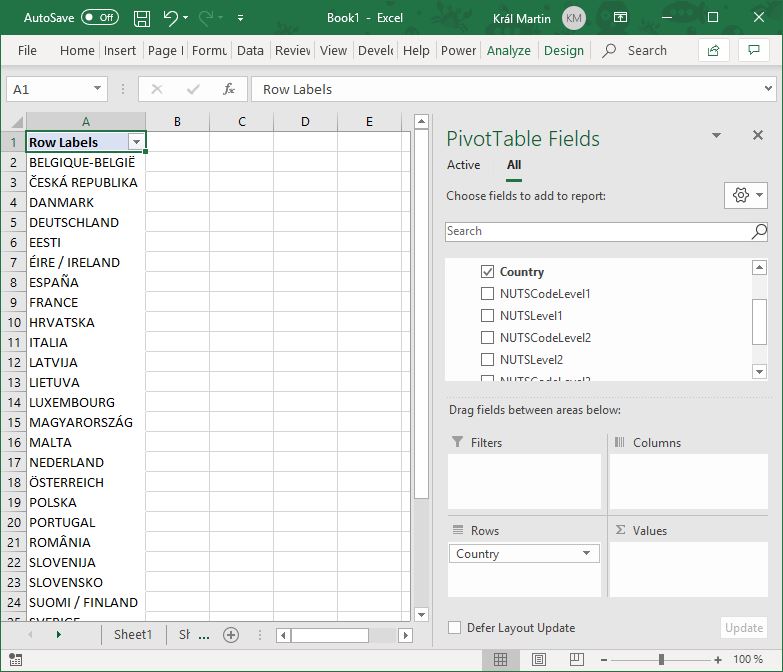 AutoSave Off Book1 - Excel Král Martin KM
File Home Insert Page Formu Data Review View Develo Help Power Analyze Design Search
A1 fx Row Labels
A B C D E
1 Row Labels
2 BELGIQUE-BELGIË
3 ČESKÁ REPUBLIKA
4 DANMARK
5 DEUTSCHLAND
6 EESTI
7 ÉIRE / IRELAND
8 ESPAÑA
9 FRANCE
10 HRVATSKA
11 ITALIA
12 LATVIJA
13 LIETUVA
14 LUXEMBOURG
15 MAGYARORSZÁG
16 MALTA
17 NEDERLAND
18 ÖSTERREICH
19 POLSKA
20 PORTUGAL
21 ROMÂNIA
22 SLOVENIJA
23 SLOVENSKO
24 SUOMI / FINLAND
25 SVERIGE
PivotTable Fields
Active All
Choose fields to add to report:
Search
Country
NUTSCodeLevel1
NUTSLevel1
NUTSCodeLevel2
NUTSLevel2
NUTSCodeLevel3
Drag fields between areas below:
Filters
Columns
Rows
Σ Values
Country
Defer Layout Update Update
Sheet1 Sh ...
100 %